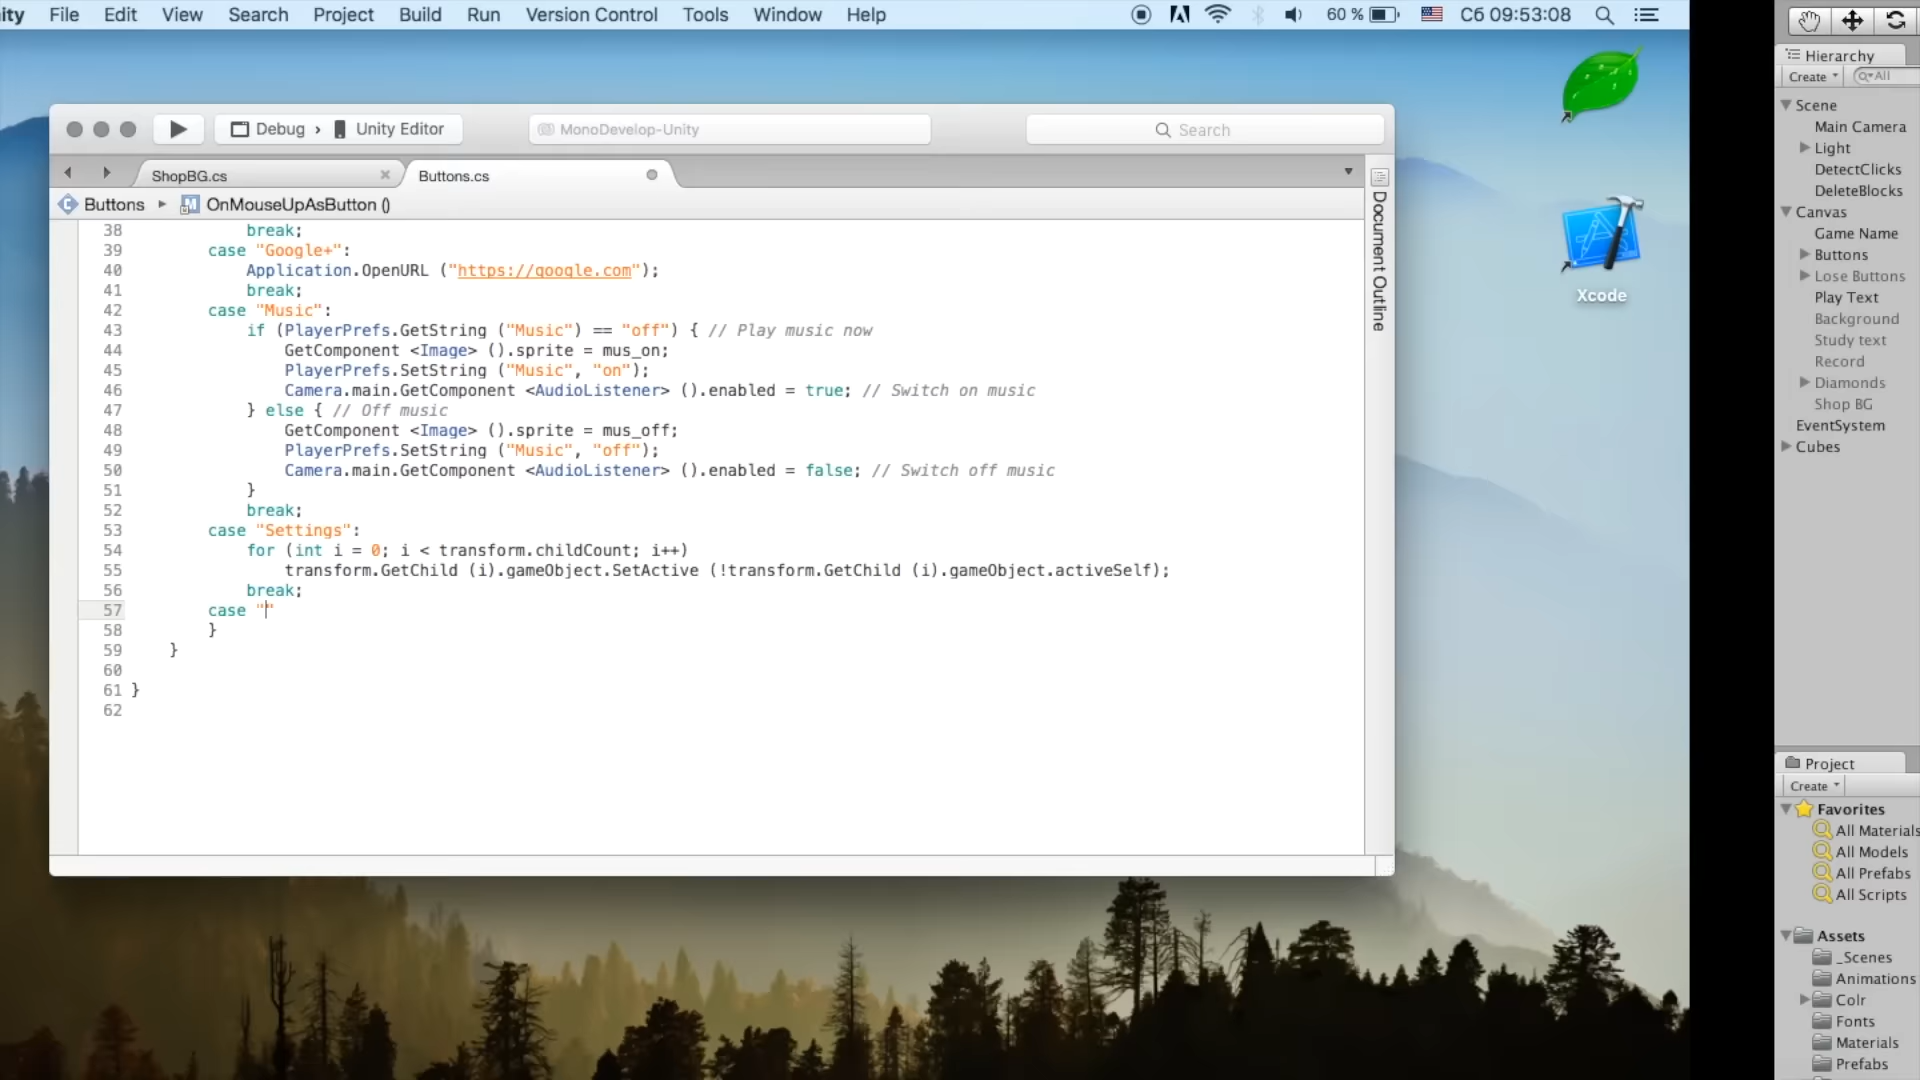 ity File Edit View Search Project Build Run Version Control Tools Window Help 60 % Сб 09:53:08
Debug › Unity Editor MonoDevelop-Unity Search
ShopBG.cs Buttons.cs
Buttons OnMouseUpAsButton ()
38 break;
39 case "Google+":
40 Application.OpenURL ("https://google.com");
41 break;
42 case "Music":
43 if (PlayerPrefs.GetString ("Music") == "off") { // Play music now
44 GetComponent <Image> ().sprite = mus_on;
45 PlayerPrefs.SetString ("Music", "on");
46 Camera.main.GetComponent <AudioListener> ().enabled = true; // Switch on music
47 } else { // Off music
48 GetComponent <Image> ().sprite = mus_off;
49 PlayerPrefs.SetString ("Music", "off");
50 Camera.main.GetComponent <AudioListener> ().enabled = false; // Switch off music
51 }
52 break;
53 case "Settings":
54 for (int i = 0; i < transform.childCount; i++)
55 transform.GetChild (i).gameObject.SetActive (!transform.GetChild (i).gameObject.activeSelf);
56 break;
57 case ""
58 }
59 }
60
61 }
62
Document Outline
Xcode
Hierarchy
Create All
Scene
Main Camera
Light
DetectClicks
DeleteBlocks
Canvas
Game Name
Buttons
Lose Buttons
Play Text
Background
Study text
Record
Diamonds
Shop BG
EventSystem
Cubes
Project
Create
Favorites
All Materials
All Models
All Prefabs
All Scripts
Assets
_Scenes
Animations
Colr
Fonts
Materials
Prefabs